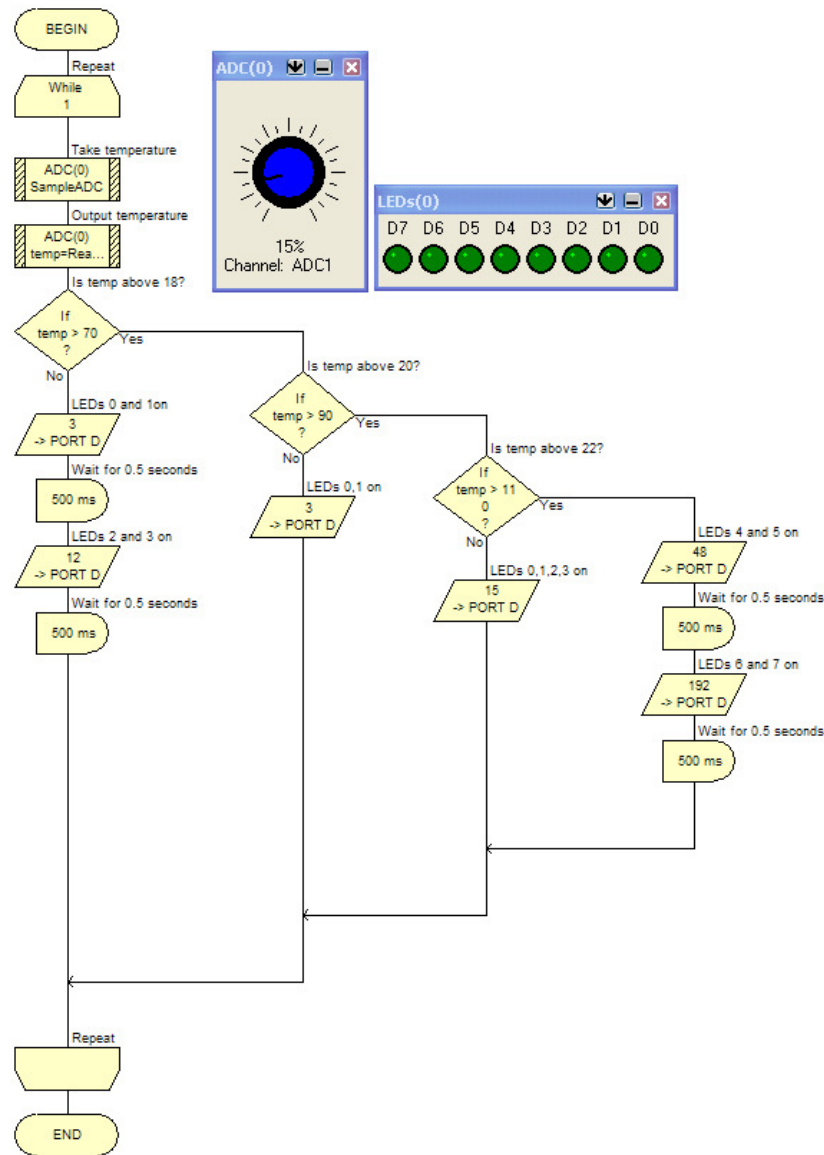 BEGIN
Repeat
While
1
Take temperature
ADC(0)
SampleADC
Output temperature
ADC(0)
temp=Rea...
Is temp above 18?
If
temp > 70
?
Yes
No
LEDs 0 and 1on
3
-> PORT D
Wait for 0.5 seconds
500 ms
LEDs 2 and 3 on
12
-> PORT D
Wait for 0.5 seconds
500 ms
ADC(0)
15%
Channel: ADC1
LEDs(0)
D7 D6 D5 D4 D3 D2 D1 D0
Is temp above 20?
If
temp > 90
?
Yes
No
LEDs 0,1 on
3
-> PORT D
Is temp above 22?
If
temp > 11
0
?
Yes
No
LEDs 0,1,2,3 on
15
-> PORT D
LEDs 4 and 5 on
48
-> PORT D
Wait for 0.5 seconds
500 ms
LEDs 6 and 7 on
192
-> PORT D
Wait for 0.5 seconds
500 ms
Repeat
END